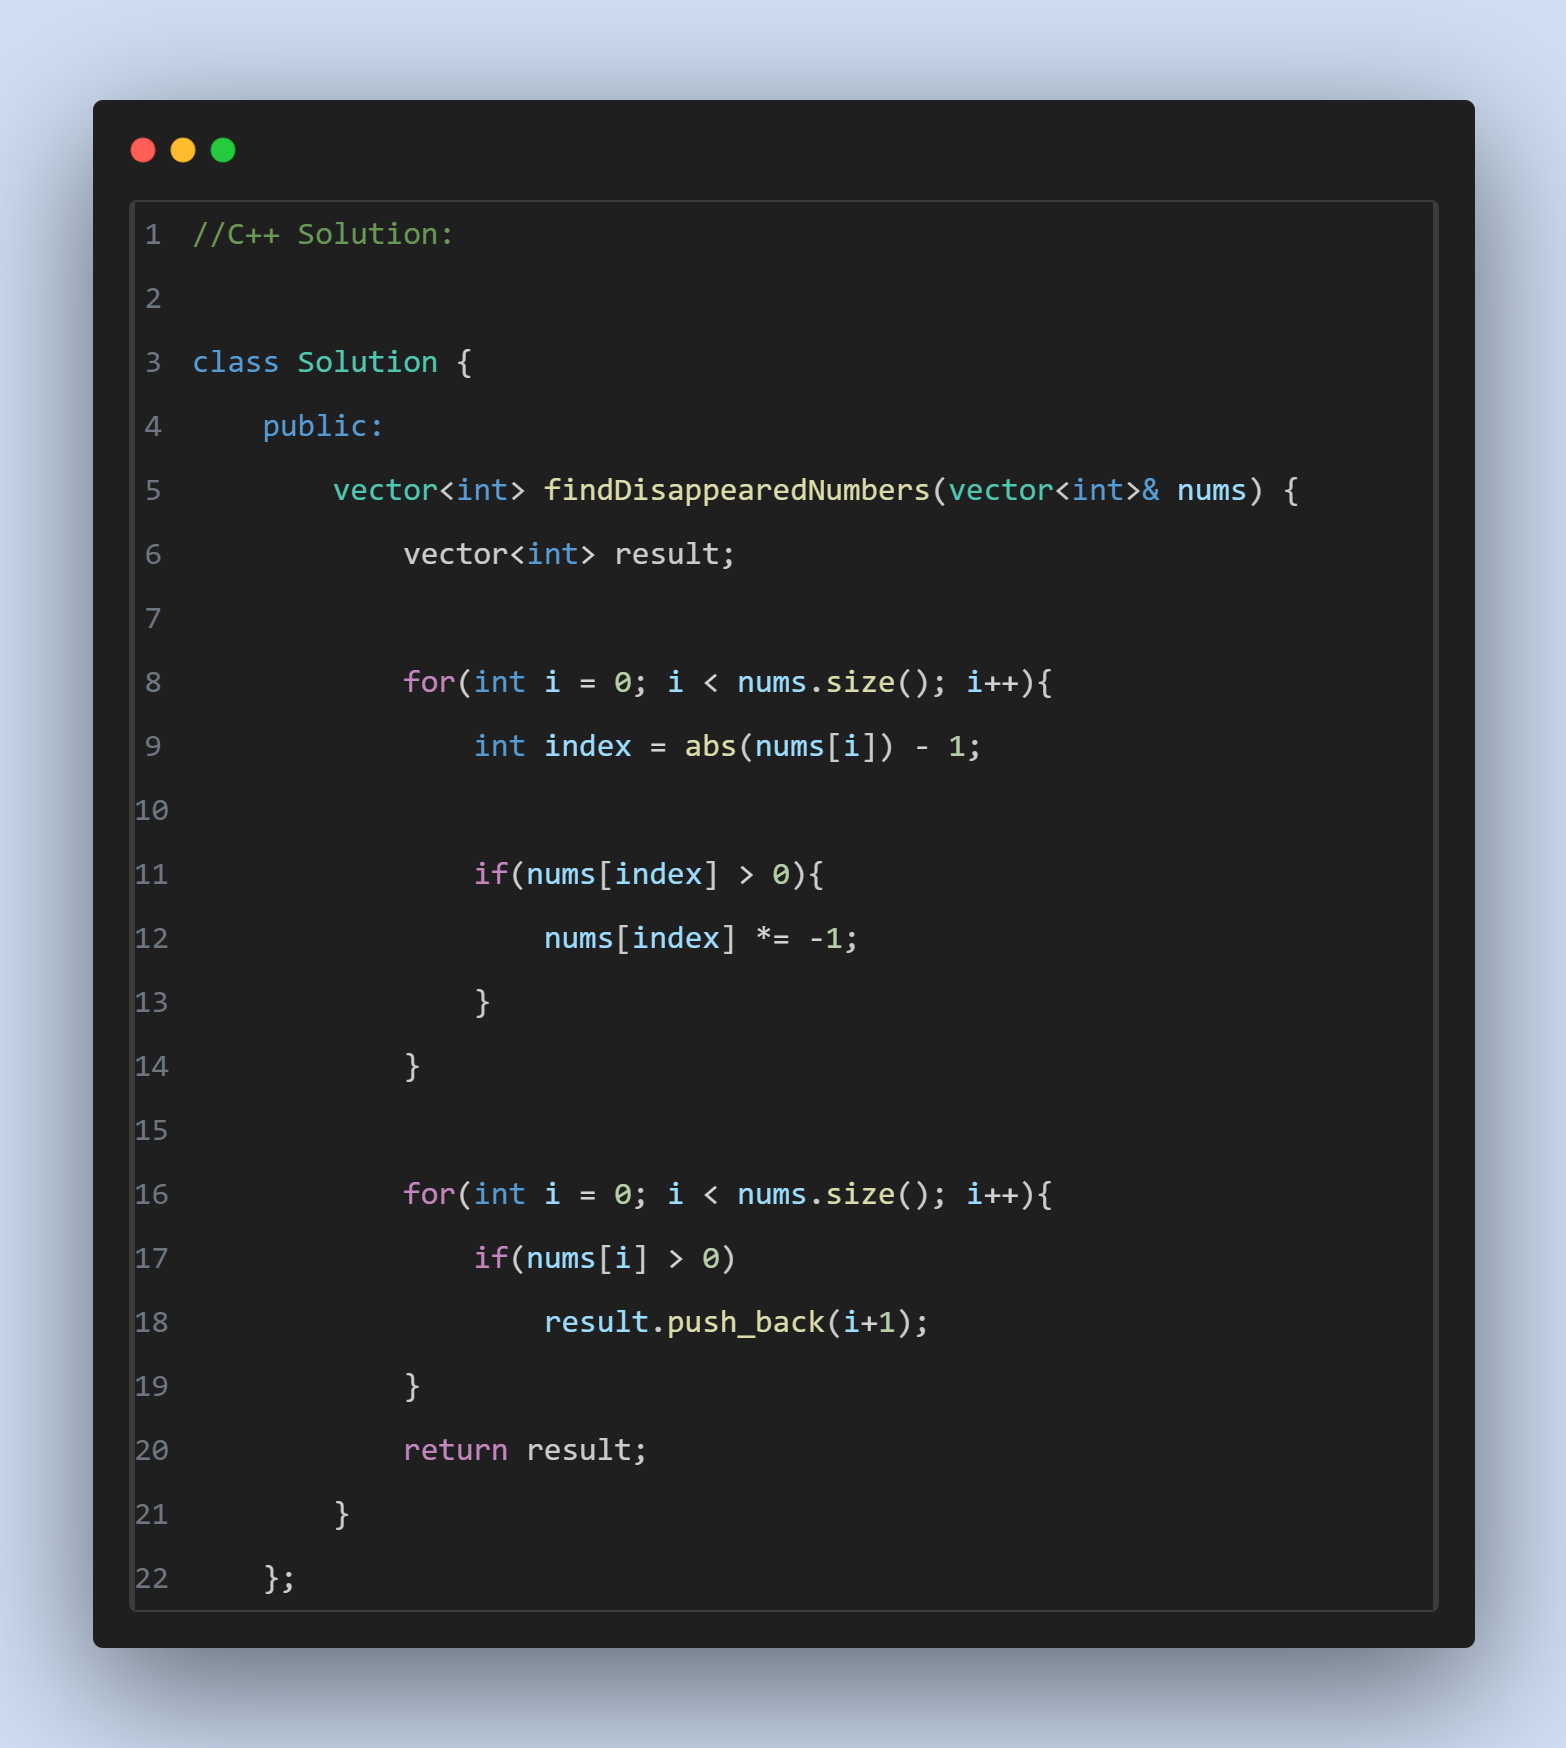 1 //C++ Solution:
2
3 class Solution {
4     public:
5         vector<int> findDisappearedNumbers(vector<int>& nums) {
6             vector<int> result;
7
8             for(int i = 0; i < nums.size(); i++){
9                 int index = abs(nums[i]) - 1;
10
11                 if(nums[index] > 0){
12                     nums[index] *= -1;
13                 }
14             }
15
16             for(int i = 0; i < nums.size(); i++){
17                 if(nums[i] > 0)
18                     result.push_back(i+1);
19             }
20             return result;
21         }
22     };